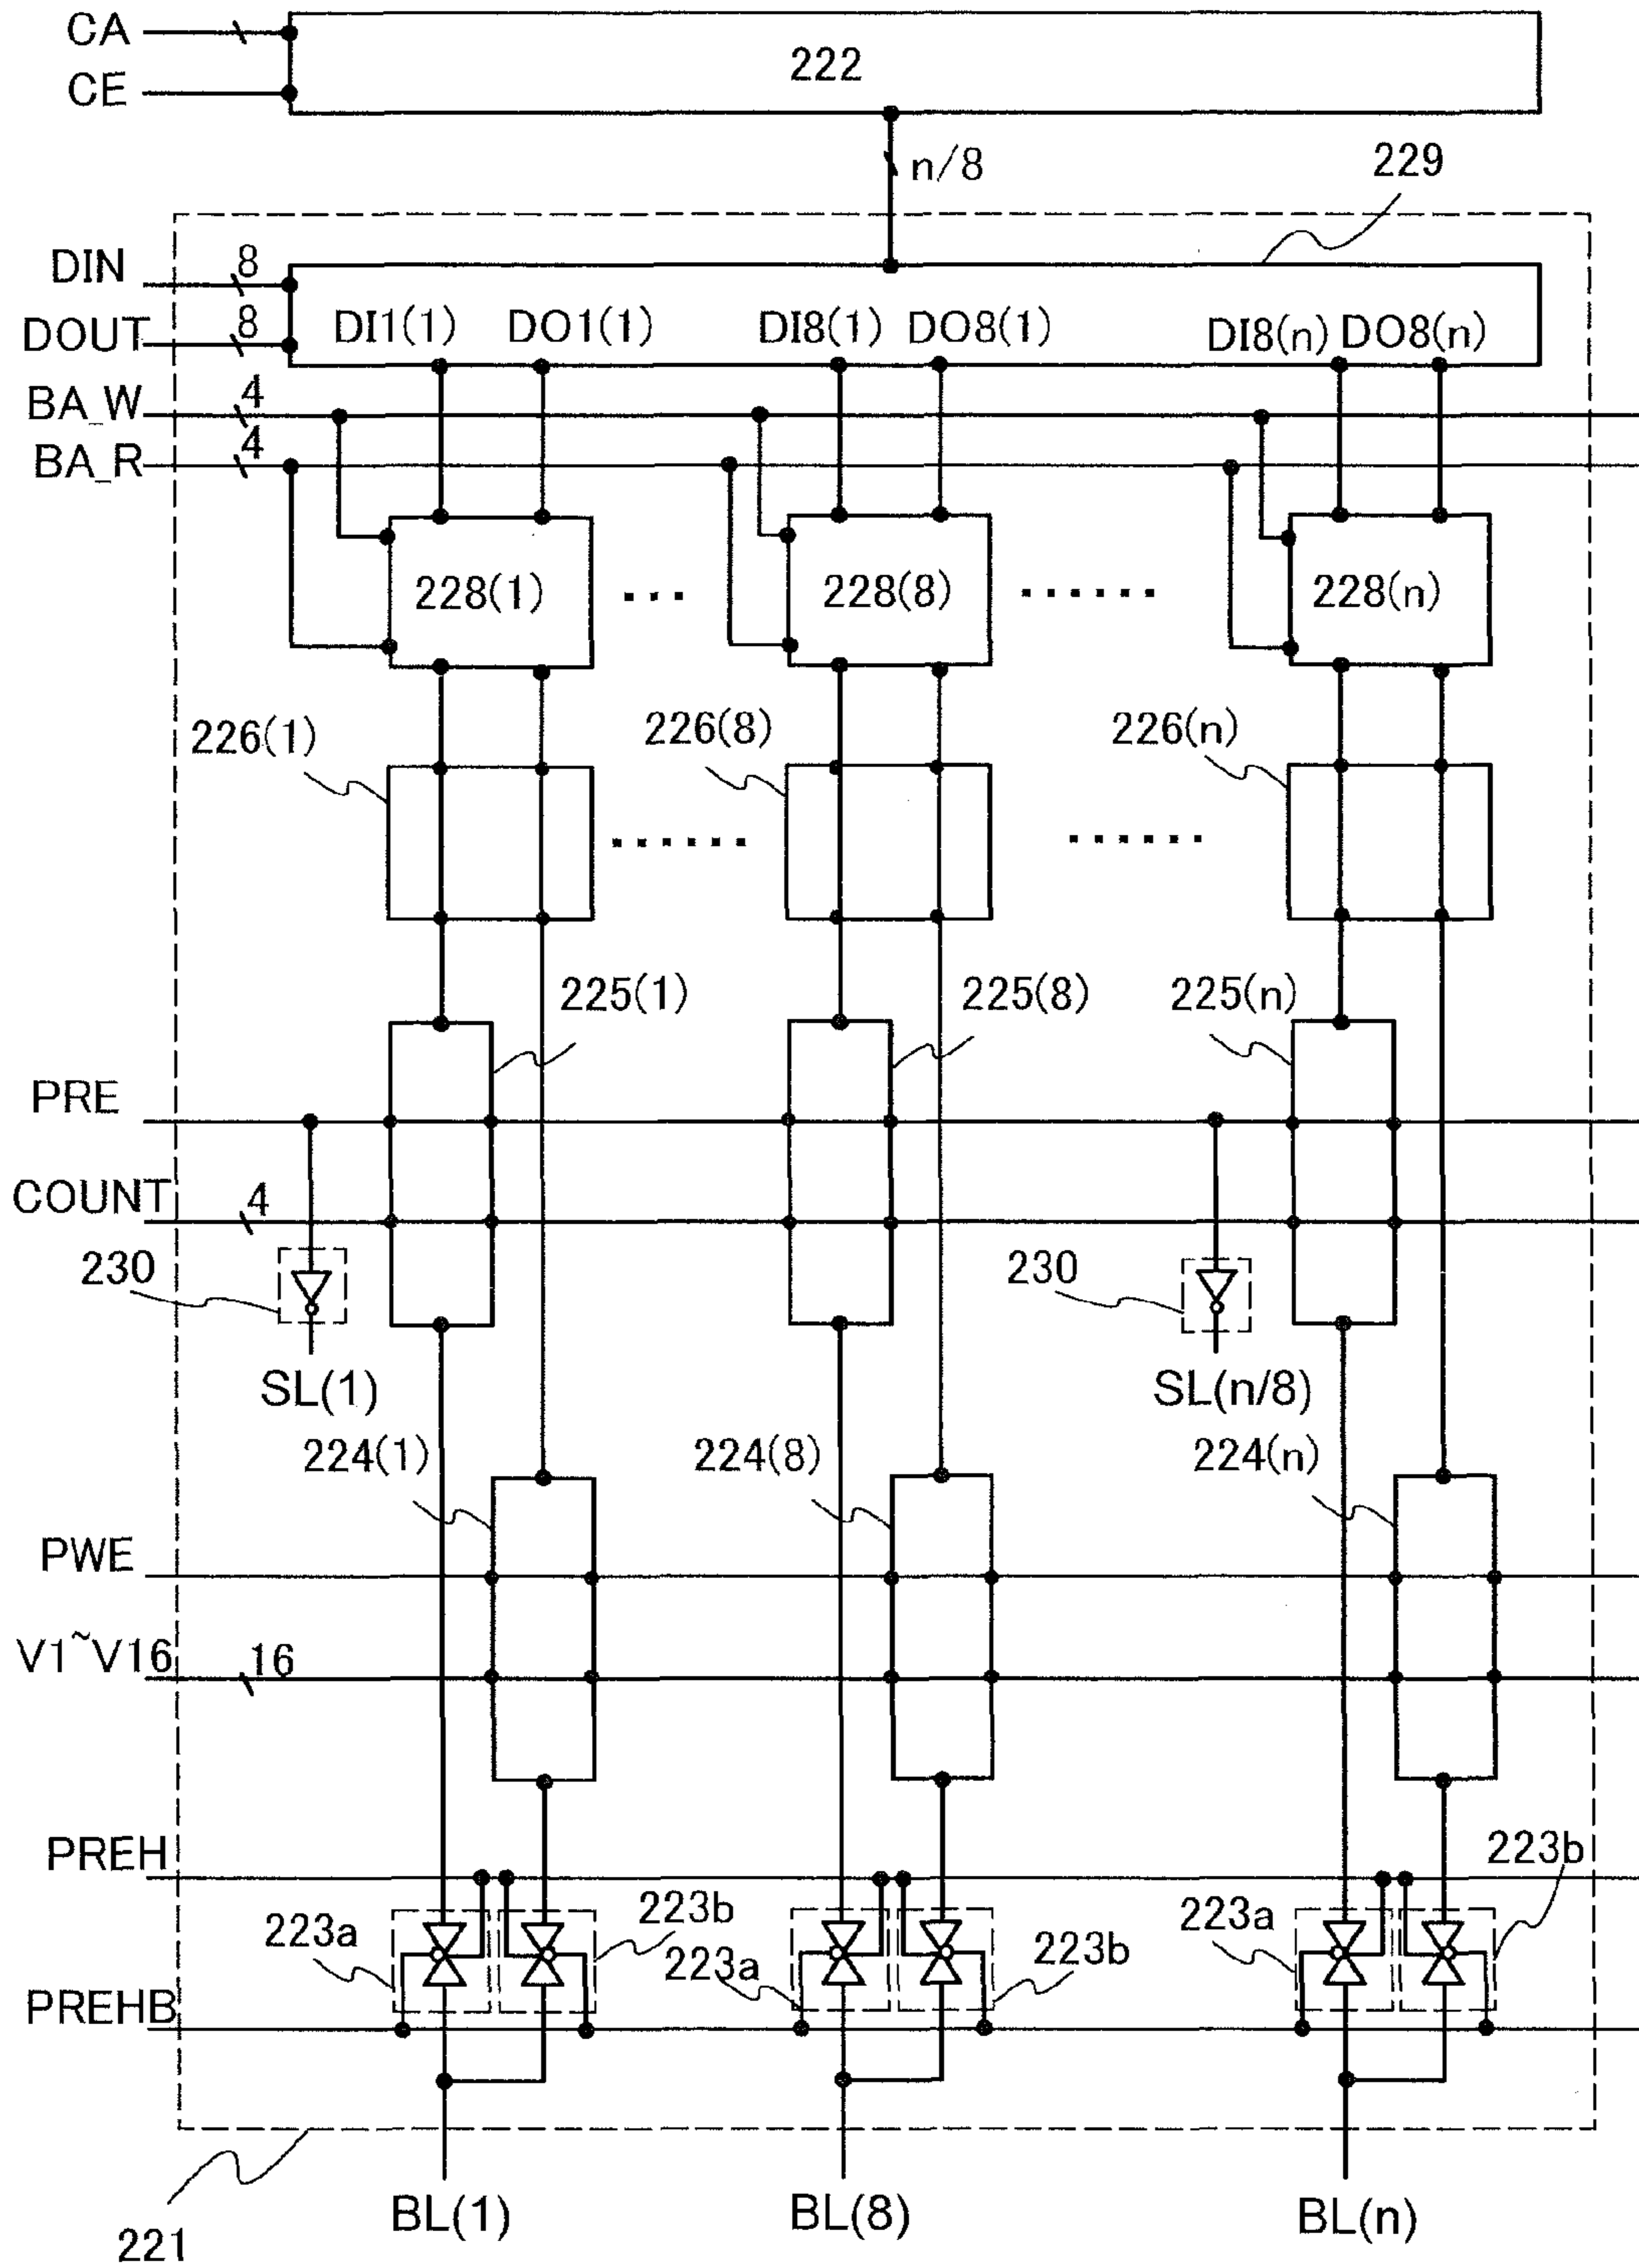 CA
222
CE
n/8
229
DIN 8
DOUT 8
DI1(1) DO1(1) DI8(1) DO8(1) DI8(n) DO8(n)
BA_W 4
BA_R 4
228(1) ... 228(8) ...... 228(n)
226(1) 226(8) 226(n)
...... ......
225(1) 225(8) 225(n)
PRE
COUNT 4
230 230
SL(1) SL(n/8)
224(1) 224(8) 224(n)
PWE
V1~V16 16
PREH
223a 223b 223a 223b 223a 223b
PREHB
BL(1) BL(8) BL(n)
221